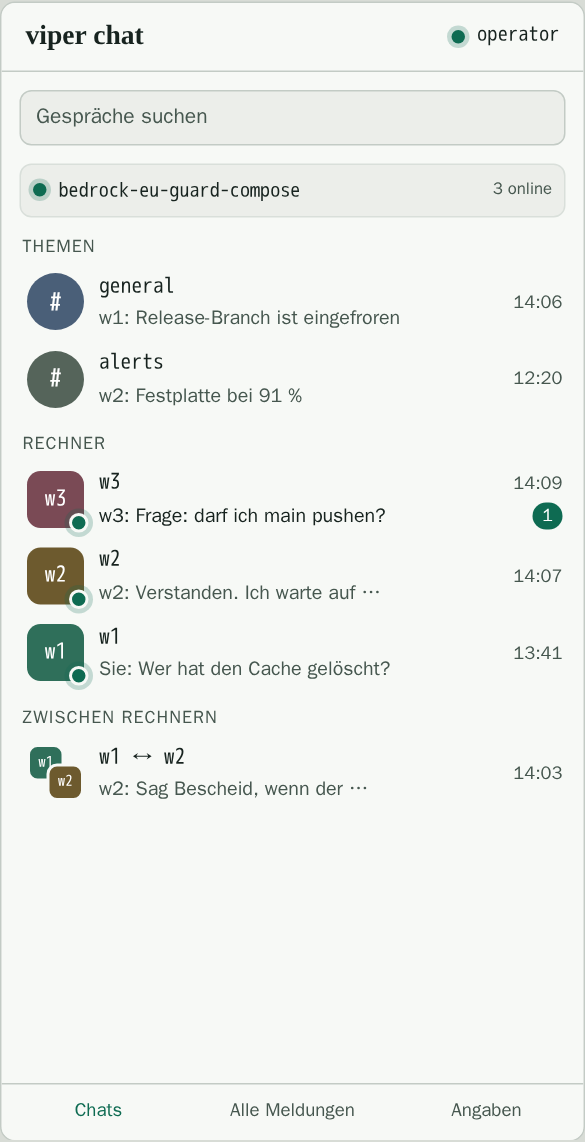 viper chat
operator
Gespräche suchen
bedrock-eu-guard-compose
3 online
THEMEN
#
general
14:06
w1: Release-Branch ist eingefroren
#
alerts
12:20
w2: Festplatte bei 91 %
RECHNER
w3
w3
14:09
w3: Frage: darf ich main pushen?
1
w2
w2
14:07
w2: Verstanden. Ich warte auf ···
w1
w1
13:41
Sie: Wer hat den Cache gelöscht?
ZWISCHEN RECHNERN
w1
w2
w1 ↔ w2
14:03
w2: Sag Bescheid, wenn der ···
Chats
Alle Meldungen
Angaben